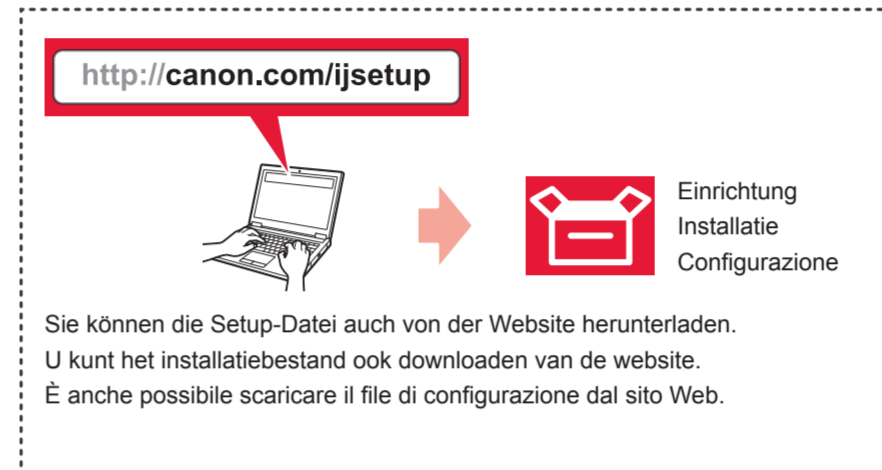 http://canon.com/ijsetup
Einrichtung
Installatie
Configurazione
Sie können die Setup-Datei auch von der Website herunterladen.
U kunt het installatiebestand ook downloaden van de website.
È anche possibile scaricare il file di configurazione dal sito Web.